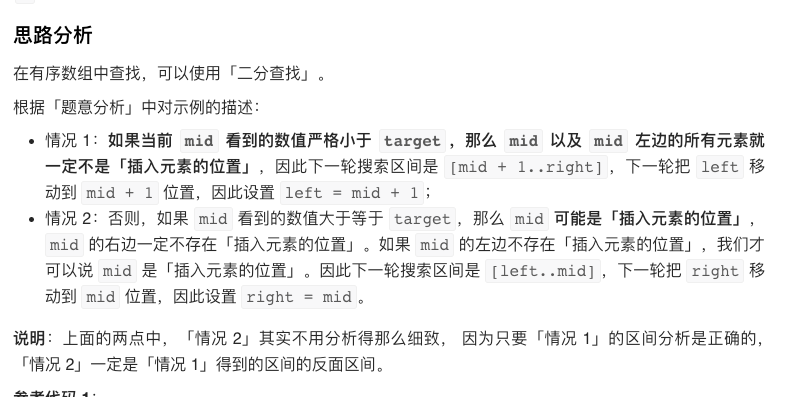 思路分析
在有序数组中查找，可以使用「二分查找」。
根据「题意分析」中对示例的描述：
• 情况 1：如果当前 mid 看到的数值严格小于 target ，那么 mid 以及 mid 左边的所有元素就
一定不是「插入元素的位置」，因此下一轮搜索区间是 [mid + 1..right] ，下一轮把 left 移
动到 mid + 1 位置，因此设置 left = mid + 1 ；
• 情况 2：否则，如果 mid 看到的数值大于等于 target ，那么 mid 可能是「插入元素的位置」，
mid 的右边一定不存在「插入元素的位置」。如果 mid 的左边不存在「插入元素的位置」，我们才
可以说 mid 是「插入元素的位置」。因此下一轮搜索区间是 [left..mid] ，下一轮把 right 移
动到 mid 位置，因此设置 right = mid 。
说明：上面的两点中，「情况 2」其实不用分析得那么细致， 因为只要「情况 1」的区间分析是正确的，
「情况 2」一定是「情况 1」得到的区间的反面区间。
参考代码 1：